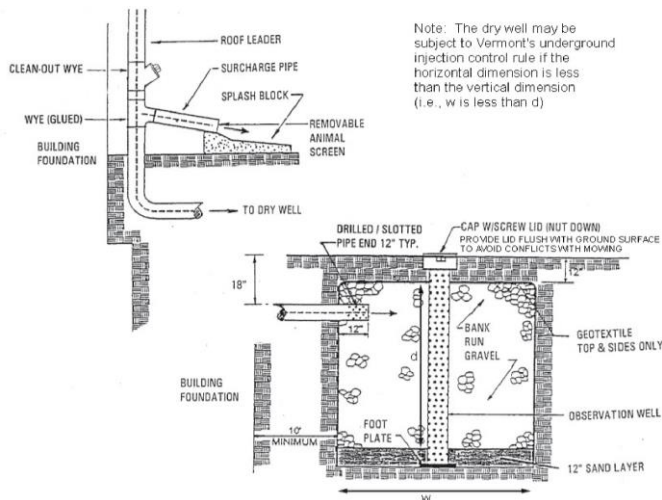 Note: The dry well may be
subject to Vermont's underground
injection control rule if the
horizontal dimension is less
than the vertical dimension
(i.e., w is less than d)
ROOF LEADER
CLEAN-OUT WYE
SURCHARGE PIPE
SPLASH BLOCK
WYE (GLUED)
REMOVABLE
ANIMAL
SCREEN
BUILDING
FOUNDATION
TO DRY WELL
DRILLED / SLOTTED
PIPE END 12" TYP.
CAP W/SCREW LID (NUT DOWN)
PROVIDE LID FLUSH WITH GROUND SURFACE
TO AVOID CONFLICTS WITH MOWING
18"
12"
12"
d
BANK
RUN
GRAVEL
GEOTEXTILE
TOP & SIDES ONLY
BUILDING
FOUNDATION
OBSERVATION WELL
FOOT
PLATE
10'
MINIMUM
12" SAND LAYER
W